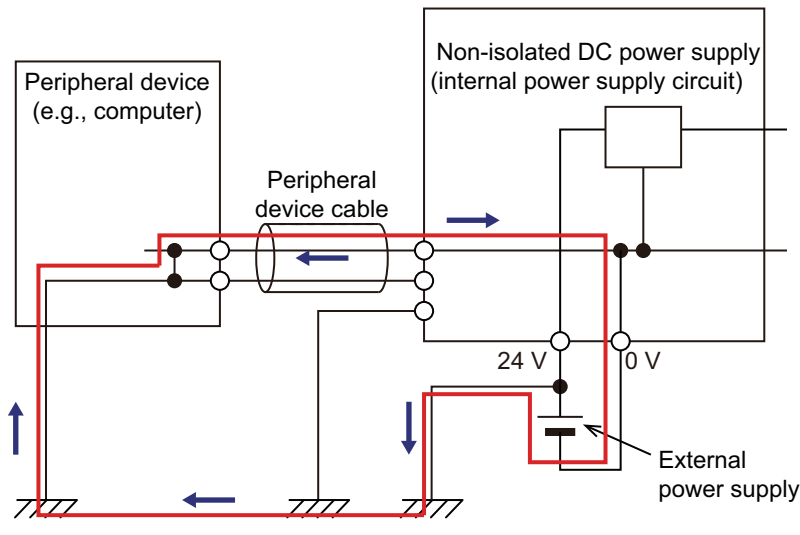 Peripheral device
(e.g., computer)
Non-isolated DC power supply
(internal power supply circuit)
Peripheral
device cable
24 V
0 V
External
power supply